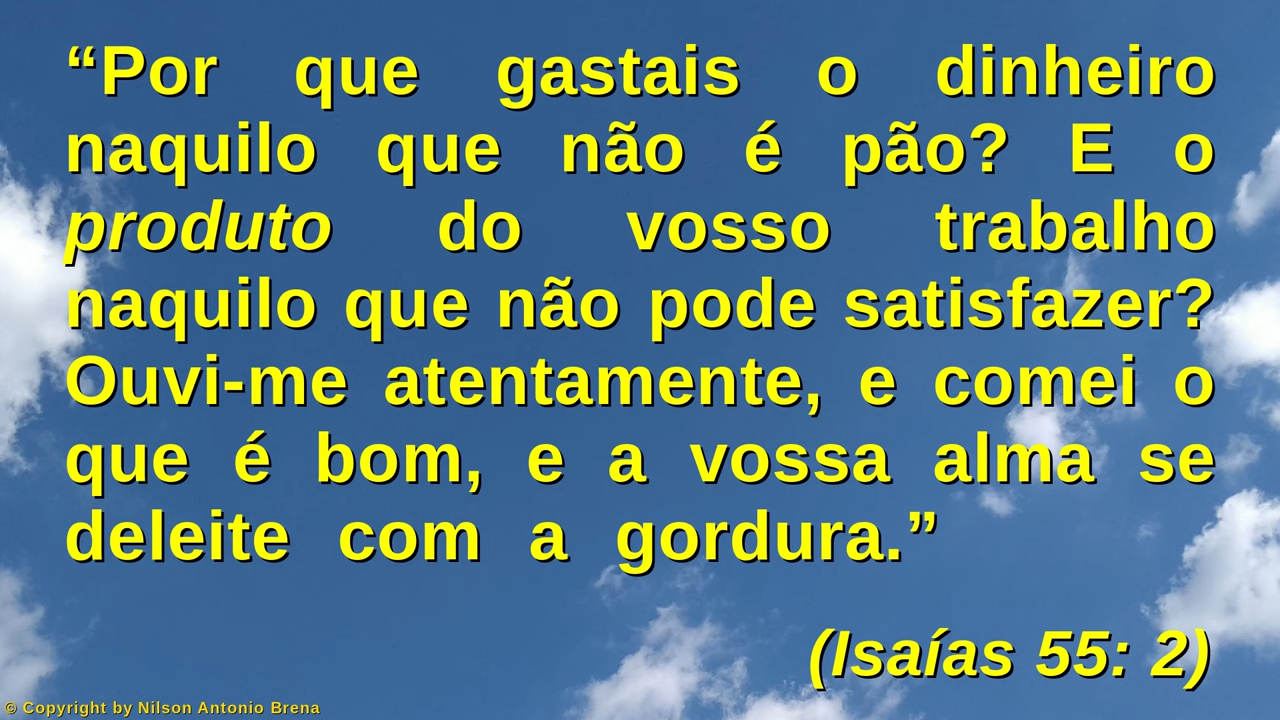 “Por que gastais o dinheiro
naquilo que não é pão? E o
produto do vosso trabalho
naquilo que não pode satisfazer?
Ouvi-me atentamente, e comei o
que é bom, e a vossa alma se
deleite com a gordura.”
(Isaías 55: 2)
© Copyright by Nilson Antonio Brena